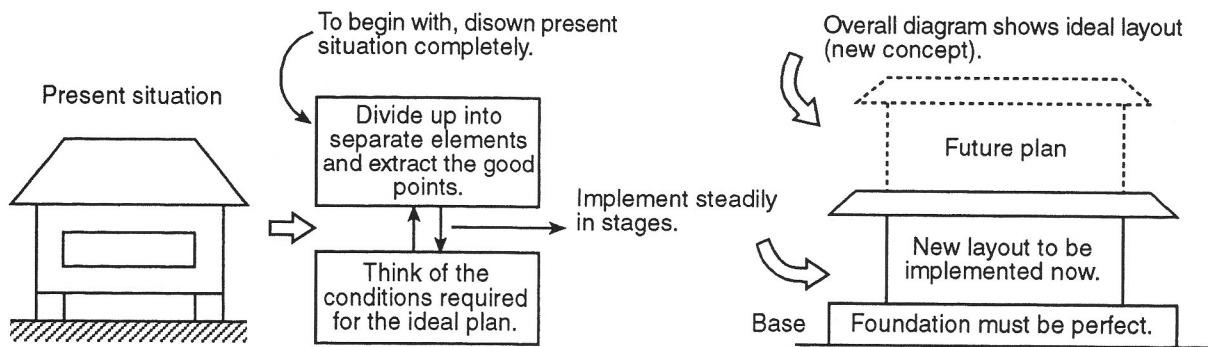 Present situation
To begin with, disown present
situation completely.
Divide up into
separate elements
and extract the good
points.
Think of the
conditions required
for the ideal plan.
Implement steadily
in stages.
Overall diagram shows ideal layout
(new concept).
Future plan
New layout to be
implemented now.
Base
Foundation must be perfect.